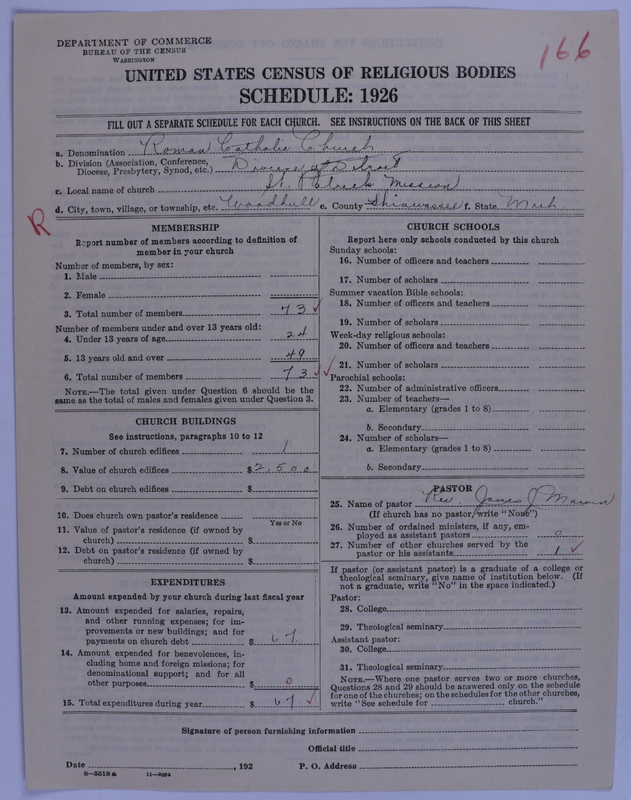 DEPARTMENT OF COMMERCE
BUREAU OF THE CENSUS
WASHINGTON
166
UNITED STATES CENSUS OF RELIGIOUS BODIES
SCHEDULE: 1926
FILL OUT A SEPARATE SCHEDULE FOR EACH CHURCH. SEE INSTRUCTIONS ON THE BACK OF THIS SHEET
a. Denomination Roman Catholic Church
b. Division (Association, Conference, Diocese, Presbytery, Synod, etc.) Diocese of Detroit
c. Local name of church St. Patrick Mission
d. City, town, village, or township, etc. Woodhull e. County Shiawassee f. State Mich.
R
MEMBERSHIP
Report number of members according to definition of
member in your church
Number of members, by sex:
1. Male
2. Female
3. Total number of members 73 ✓
Number of members under and over 13 years old:
4. Under 13 years of age 24
5. 13 years old and over 49
6. Total number of members 73 ✓✓
NOTE.—The total given under Question 6 should be the
same as the total of males and females given under Question 3.
CHURCH BUILDINGS
See instructions, paragraphs 10 to 12
7. Number of church edifices 1
8. Value of church edifices $2,500
9. Debt on church edifices $
10. Does church own pastor's residence?
Yes or No
11. Value of pastor's residence (if owned by
church) $
12. Debt on pastor's residence (if owned by
church) $
EXPENDITURES
Amount expended by your church during last fiscal year
13. Amount expended for salaries, repairs,
and other running expenses; for im-
provements or new buildings; and for
payments on church debt $ 67
14. Amount expended for benevolences, in-
cluding home and foreign missions; for
denominational support; and for all
other purposes $ 0
15. Total expenditures during year $ 67 ✓
CHURCH SCHOOLS
Report here only schools conducted by this church
Sunday schools:
16. Number of officers and teachers
17. Number of scholars
Summer vacation Bible schools:
18. Number of officers and teachers
19. Number of scholars
Week-day religious schools:
20. Number of officers and teachers
21. Number of scholars
Parochial schools:
22. Number of administrative officers
23. Number of teachers—
a. Elementary (grades 1 to 8)
b. Secondary
24. Number of scholars—
a. Elementary (grades 1 to 8)
b. Secondary
PASTOR
25. Name of pastor Rev. James J.
(If church has no pastor, write "None")
26. Number of ordained ministers, if any, em-
ployed as assistant pastors 0
27. Number of other churches served by the
pastor or his assistants 1 ✓
If pastor (or assistant pastor) is a graduate of a college or
theological seminary, give name of institution below. (If
not a graduate, write "No" in the space indicated.)
Pastor:
28. College
29. Theological seminary
Assistant pastor:
30. College
31. Theological seminary
NOTE.—Where one pastor serves two or more churches,
Questions 28 and 29 should be answered only on the schedule
for one of the churches; on the schedules for the other churches,
write "See schedule for church."
Signature of person furnishing information
Official title
Date , 192 P. O. Address
6—5518a 11—9664